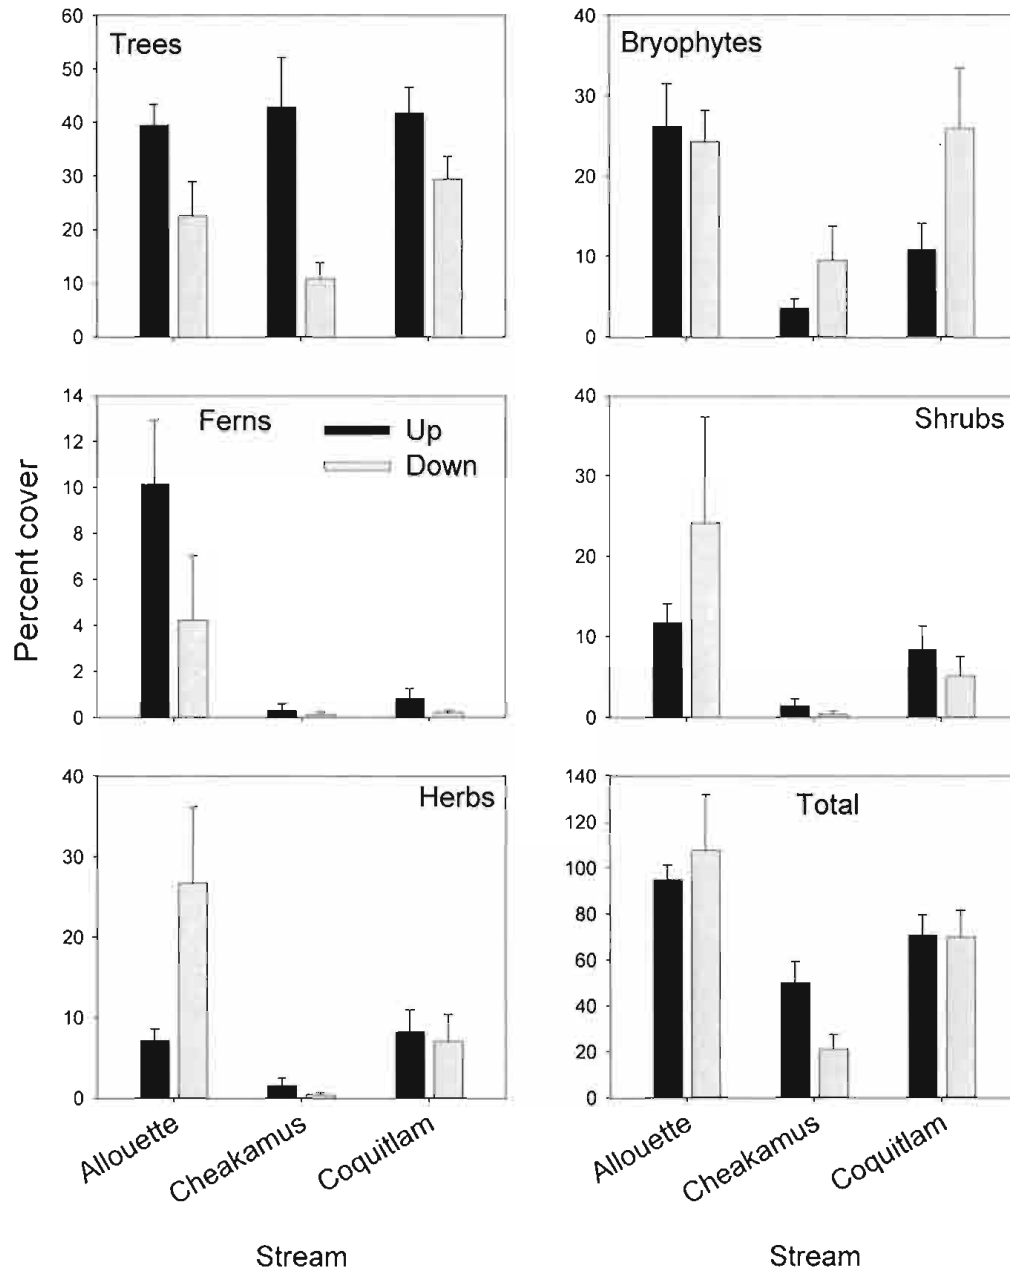 Percent cover
Trees
60
50
40
30
20
10
0
Bryophytes
40
30
20
10
0
Ferns
Up
Down
14
12
10
8
6
4
2
0
Shrubs
40
30
20
10
0
Herbs
40
30
20
10
0
Total
140
120
100
80
60
40
20
0
Allouette
Cheakamus
Coquitlam
Allouette
Cheakamus
Coquitlam
Stream
Stream